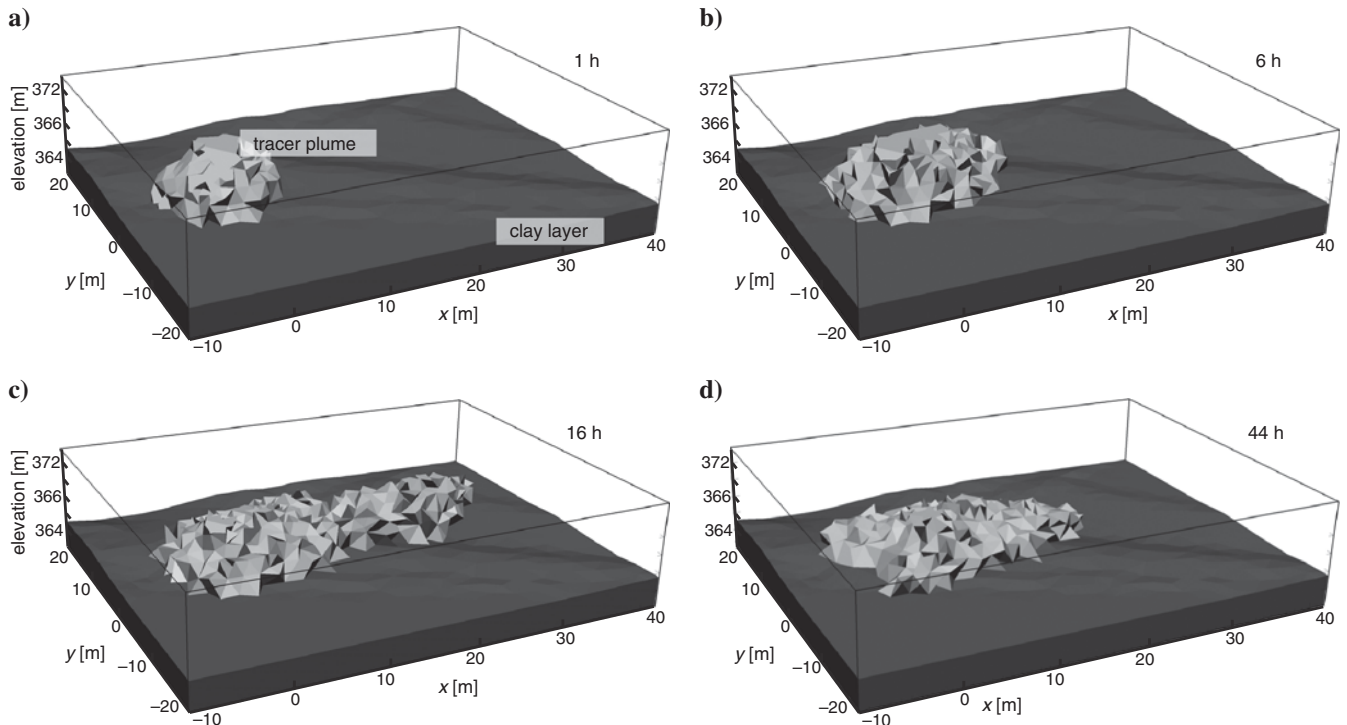 a)
1 h
elevation [m]
372
366
364
20
10
0
–10
–20
y [m]
tracer plume
clay layer
–10
0
10
20
30
40
x [m]
b)
6 h
372
366
364
20
10
0
–10
–20
y [m]
–10
0
10
20
30
40
x [m]
c)
16 h
elevation [m]
372
366
364
20
10
0
–10
–20
y [m]
–10
0
10
20
30
40
x [m]
d)
44 h
372
366
364
20
10
0
–10
–20
y [m]
–10
0
10
20
30
40
x [m]